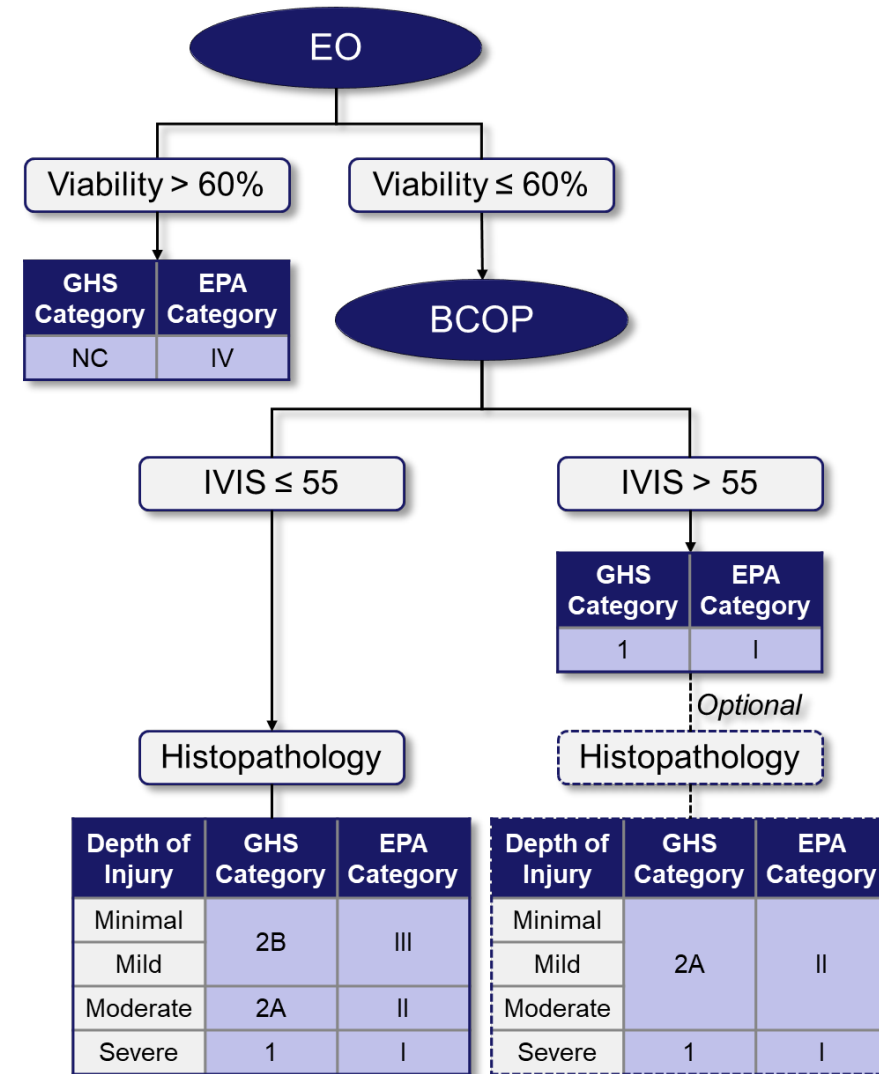 EO
Viability > 60%
Viability ≤ 60%
GHS Category EPA Category
NC IV
BCOP
IVIS ≤ 55
IVIS > 55
GHS Category EPA Category
1 I
Optional
Histopathology
Histopathology
Depth of Injury GHS Category EPA Category
Minimal
2B III
Mild
Moderate 2A II
Severe 1 I
Depth of Injury GHS Category EPA Category
Minimal
Mild 2A II
Moderate
Severe 1 I